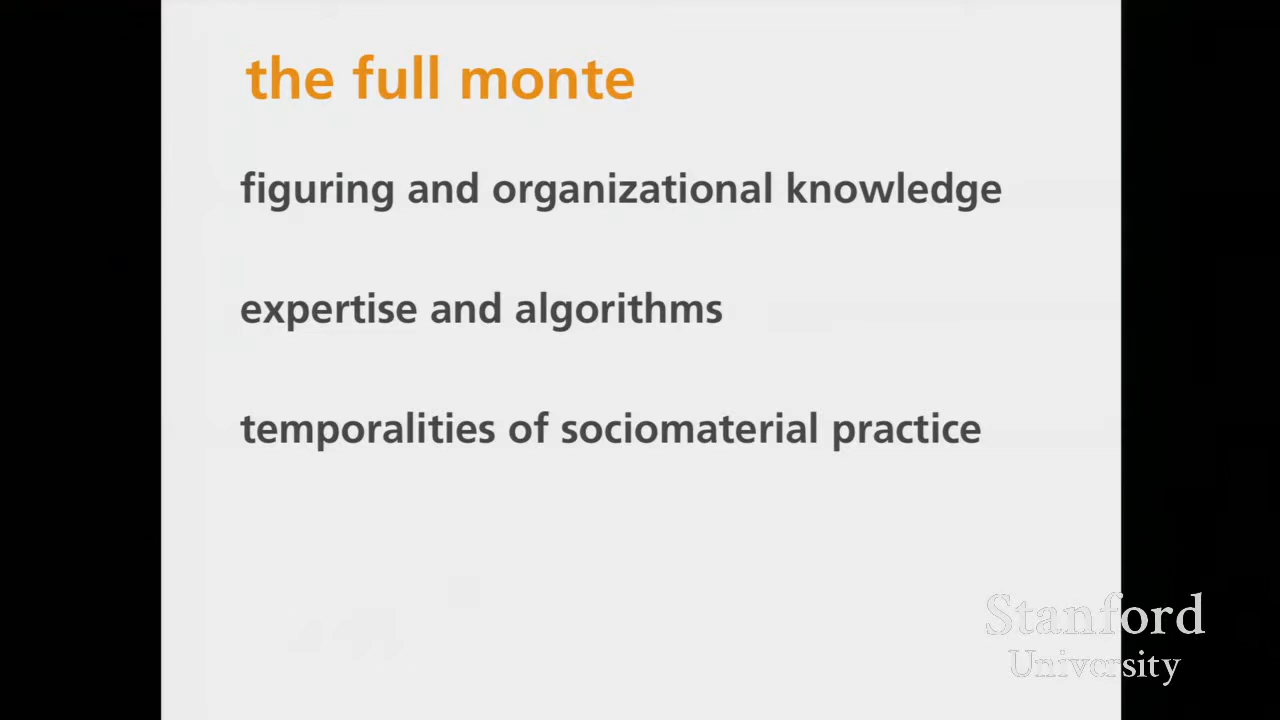 the full monte
figuring and organizational knowledge
expertise and algorithms
temporalities of sociomaterial practice
Stanford
University